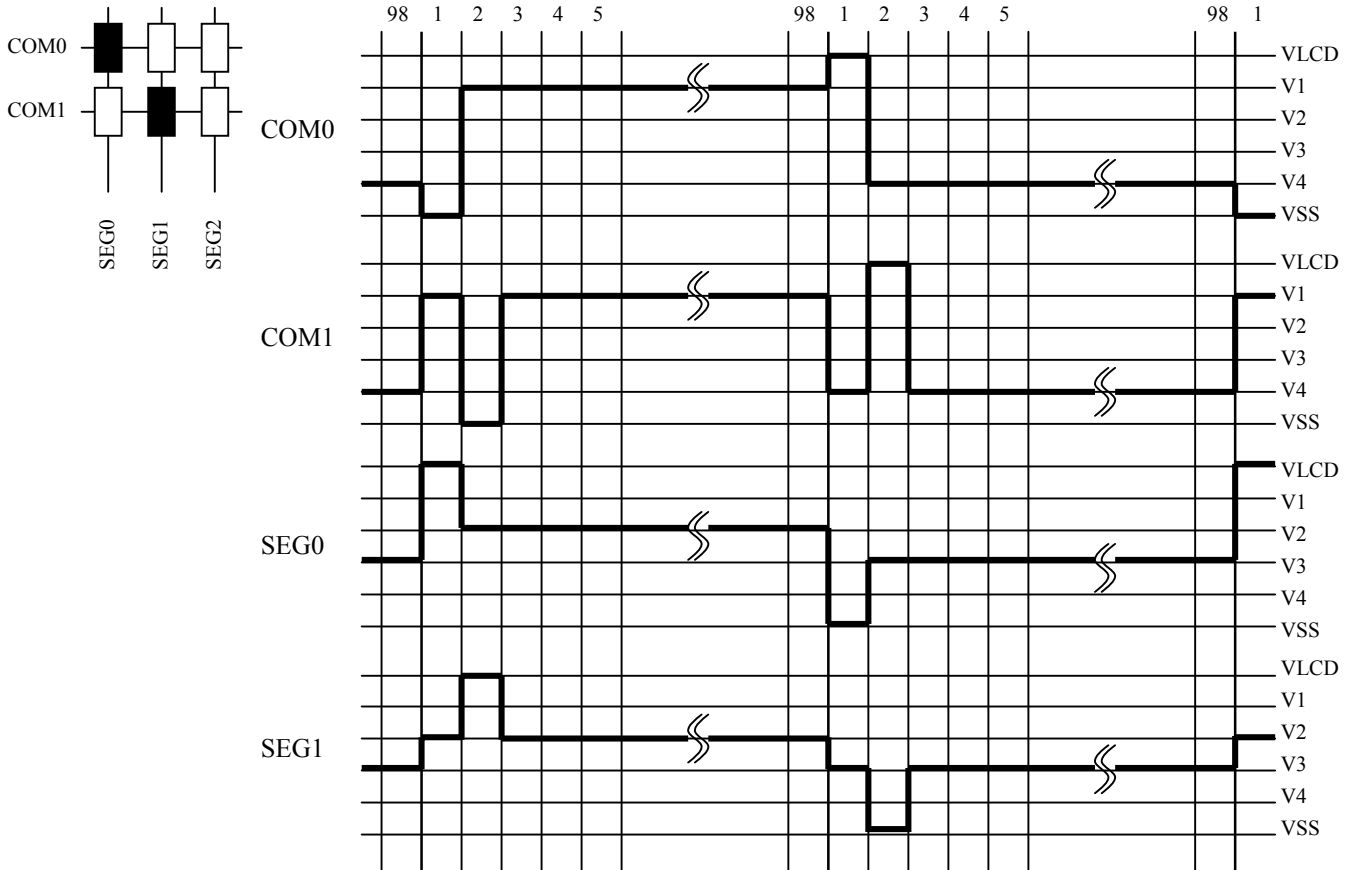 98 1 2 3 4 5 98 1 2 3 4 5 98 1
COM0
COM1
SEG0
SEG1
SEG2
COM0
VLCD
V1
V2
V3
V4
VSS
COM1
VLCD
V1
V2
V3
V4
VSS
SEG0
VLCD
V1
V2
V3
V4
VSS
SEG1
VLCD
V1
V2
V3
V4
VSS